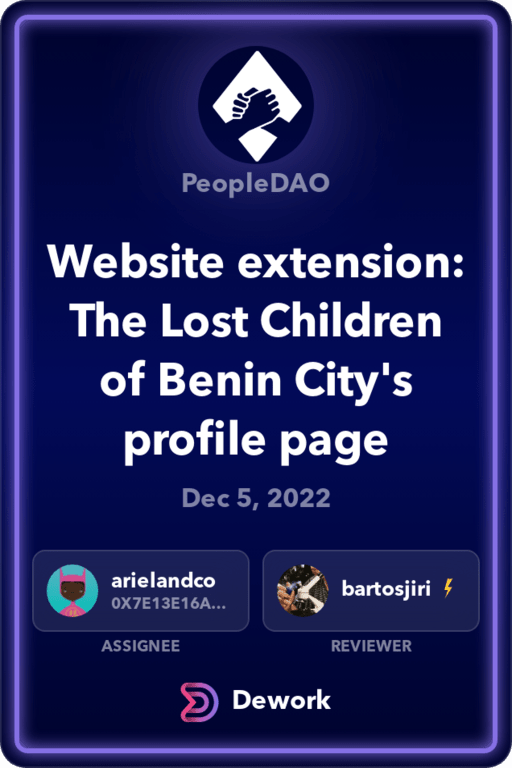 PeopleDAO
Website extension:
The Lost Children
of Benin City's
profile page
Dec 5, 2022
arielandco
0X7E13E16A...
ASSIGNEE
bartosjiri
REVIEWER
Dework